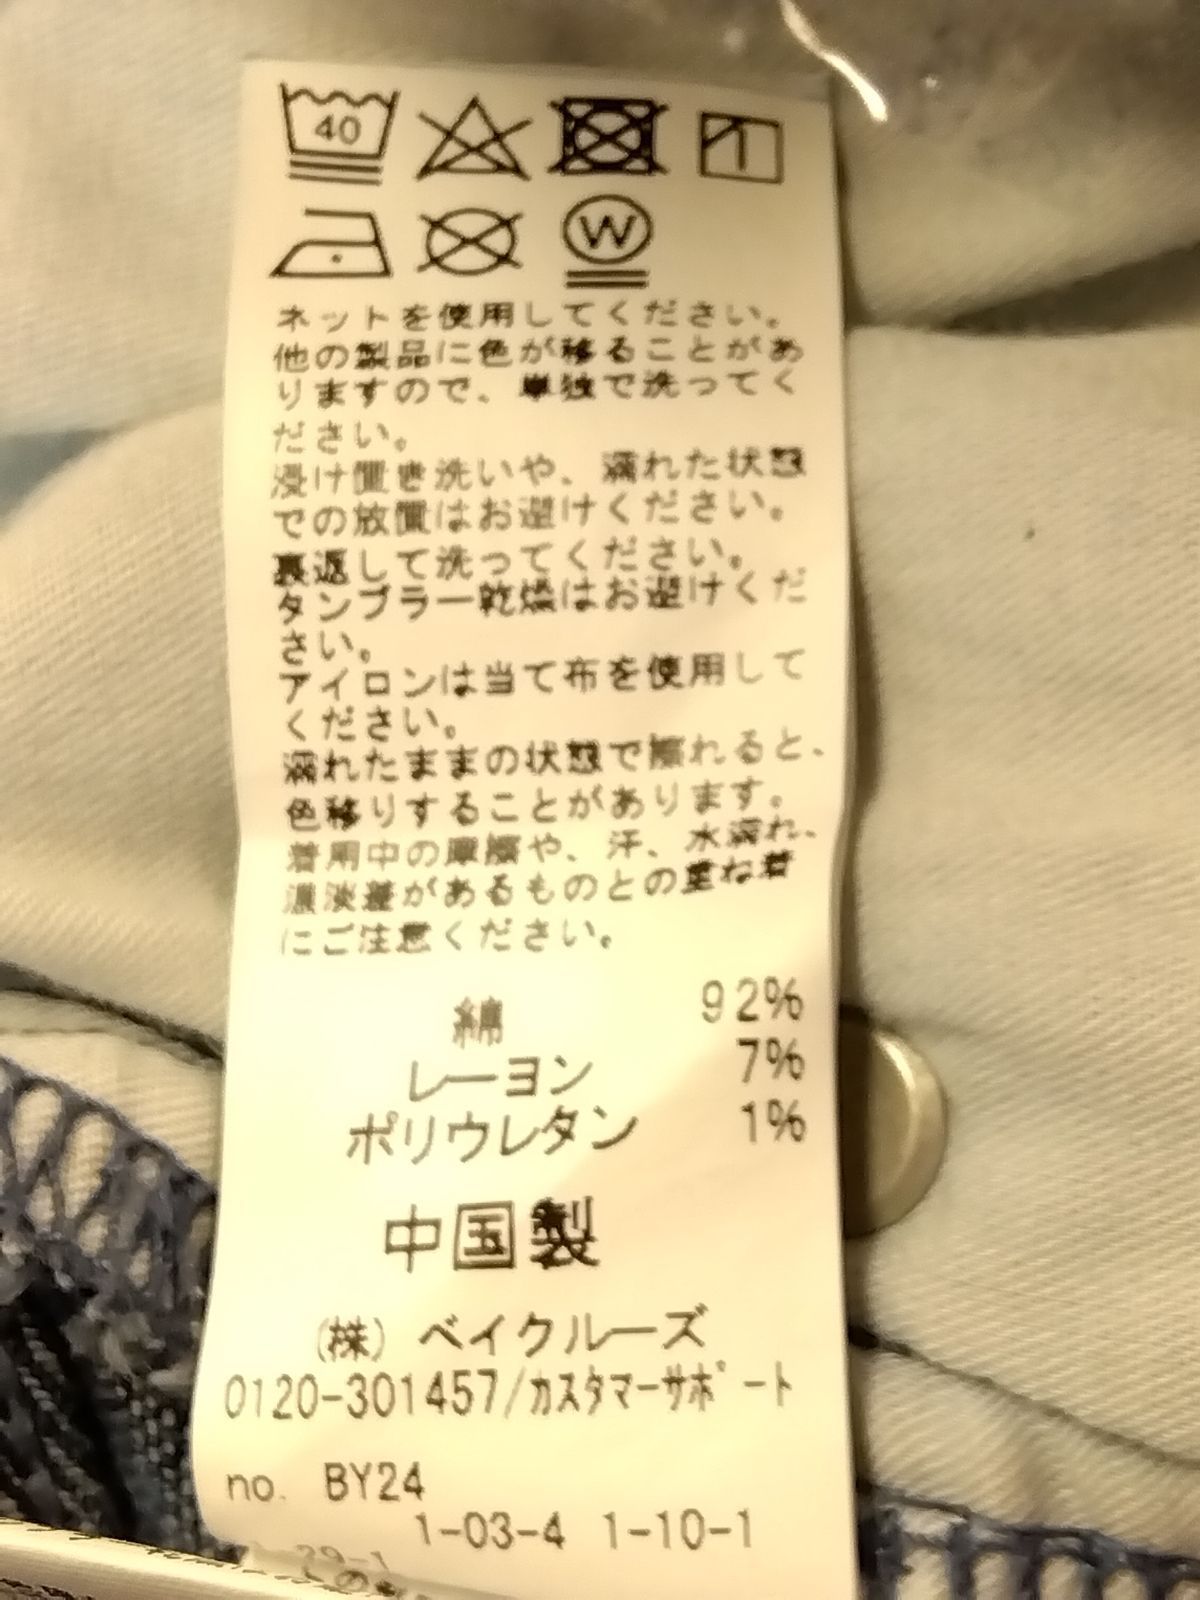 40
W
ネットを使用してください。
他の製品に色が移ることがあ
りますので、単独で洗ってく
ださい。
浸け置き洗いや、濡れた状態
での放置はお避けください。
裏返して洗ってください。
タンブラー乾燥はお避けくだ
さい。
アイロンは当て布を使用して
ください。
濡れたままの状態で擦れると、
色移りすることがあります。
着用中の摩擦や、汗、水濡れ、
濃淡差があるものとの重ね着
にご注意ください。
綿 92%
レーヨン 7%
ポリウレタン 1%
中国製
(株) ベイクルーズ
0120-301457/カスタマーサポート
no. BY24
1-03-4 1-10-1
29-1